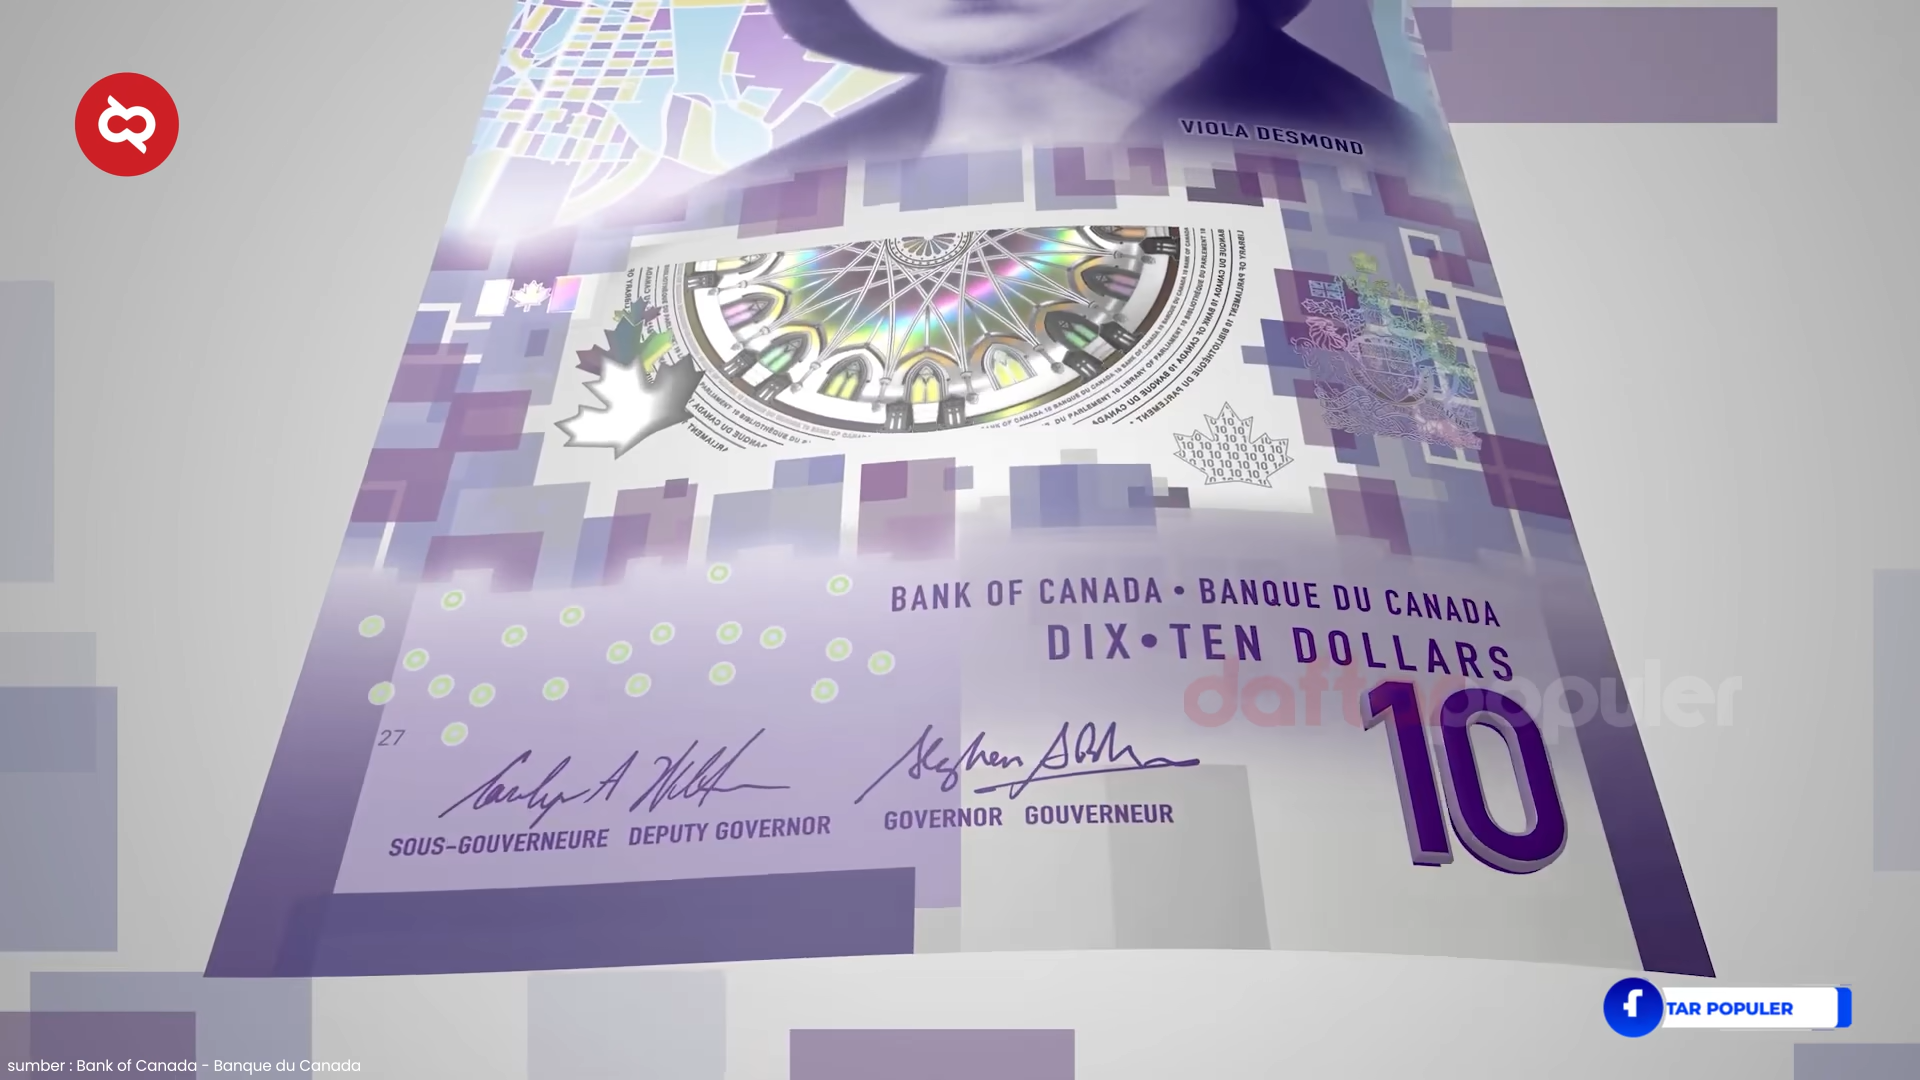 VIOLA DESMOND
BANK OF CANADA • BANQUE DU CANADA
DIX•TEN DOLLARS
daftarpopuler
10
27
SOUS-GOUVERNEURE DEPUTY GOVERNOR
GOVERNOR GOUVERNEUR
TAR POPULER
sumber : Bank of Canada - Banque du Canada